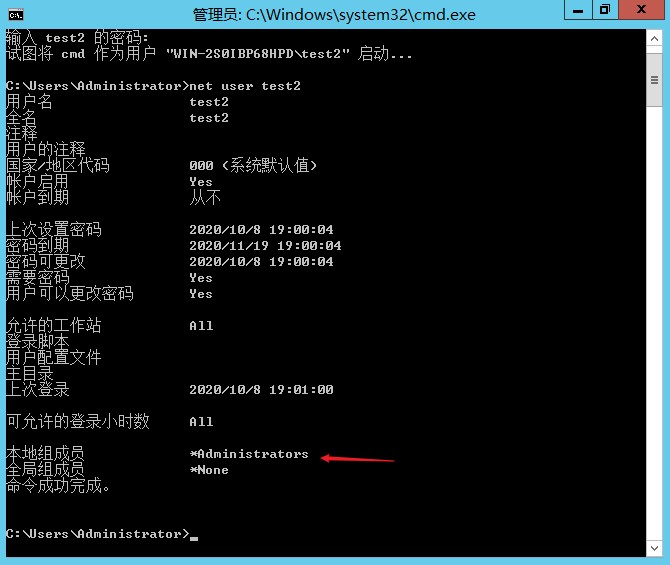 管理员: C:\Windows\system32\cmd.exe
输入 test2 的密码:
试图将 cmd 作为用户 "WIN-2S0IBP68HPD\test2" 启动...
C:\Users\Administrator>net user test2
用户名 test2
全名 test2
注释
用户的注释
国家/地区代码 000 (系统默认值)
帐户启用 Yes
帐户到期 从不
上次设置密码 2020/10/8 19:00:04
密码到期 2020/11/19 19:00:04
密码可更改 2020/10/8 19:00:04
需要密码 Yes
用户可以更改密码 Yes
允许的工作站 All
登录脚本
用户配置文件
主目录
上次登录 2020/10/8 19:01:00
可允许的登录小时数 All
本地组成员 *Administrators
全局组成员 *None
命令成功完成。
C:\Users\Administrator>_